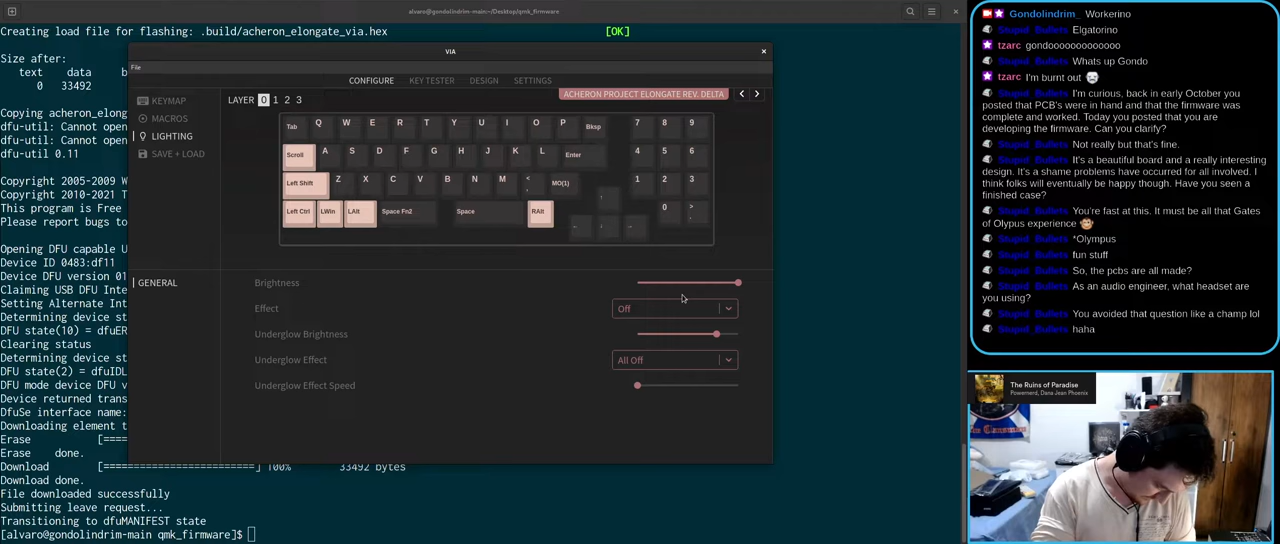 alvaro@gondolindrim-main:~/Desktop/qmk_firmware
Creating load file for flashing: .build/acheron_elongate_via.hex [OK]
Size after:
text data b
0 33492
Copying acheron_elong
dfu-util: Cannot open
dfu-util: Cannot open
dfu-util 0.11
Copyright 2005-2009 W
Copyright 2010-2021 T
This program is Free
Please report bugs to
Opening DFU capable U
Device ID 0483:df11
Device DFU version 01
Claiming USB DFU Inte
Setting Alternate Int
Determining device st
DFU state(10) = dfuER
Clearing status
Determining device st
DFU state(2) = dfuIDL
DFU mode device DFU v
Device returned trans
DfuSe interface name:
Downloading element t
Erase [====
Erase done.
Download [=========================] 100% 33492 bytes
Download done.
File downloaded successfully
Submitting leave request...
Transitioning to dfuMANIFEST state
[alvaro@gondolindrim-main qmk_firmware]$
VIA
File
CONFIGURE KEY TESTER DESIGN SETTINGS
KEYMAP
MACROS
LIGHTING
SAVE + LOAD
LAYER 0 1 2 3
ACHERON PROJECT ELONGATE REV. DELTA
Tab Q W E R T Y U I O P Bksp 7 8 9
Scroll A S D F G H J K L Enter 4 5 6
Left Shift Z X C V B N M < , MO(1) 1 2 3
↑
Left Ctrl LWin LAlt Space Fn2 Space RAlt 0 > .
← ↓ →
GENERAL
Brightness
Effect Off
Underglow Brightness
Underglow Effect All Off
Underglow Effect Speed
Gondolindrim_ Workerino
Stupid_Bullets Elgatorino
tzarc gondooooooooooooo
Stupid_Bullets Whats up Gondo
tzarc I'm burnt out
Stupid_Bullets I'm curious, back in early October you
posted that PCB's were in hand and that the firmware was
complete and worked. Today you posted that you are
developing the firmware. Can you clarify?
Stupid_Bullets Not really but that's fine.
Stupid_Bullets It's a beautiful board and a really interesting
design. It's a shame problems have occurred for all involved. I
think folks will eventually be happy though. Have you seen a
finished case?
Stupid_Bullets You're fast at this. It must be all that Gates
of Olypus experience
Stupid_Bullets *Olympus
Stupid_Bullets fun stuff
Stupid_Bullets So, the pcbs are all made?
Stupid_Bullets As an audio engineer, what headset are
you using?
Stupid_Bullets You avoided that question like a champ lol
Stupid_Bullets haha
The Ruins of Paradise
Powernerd, Dana Jean Phoenix